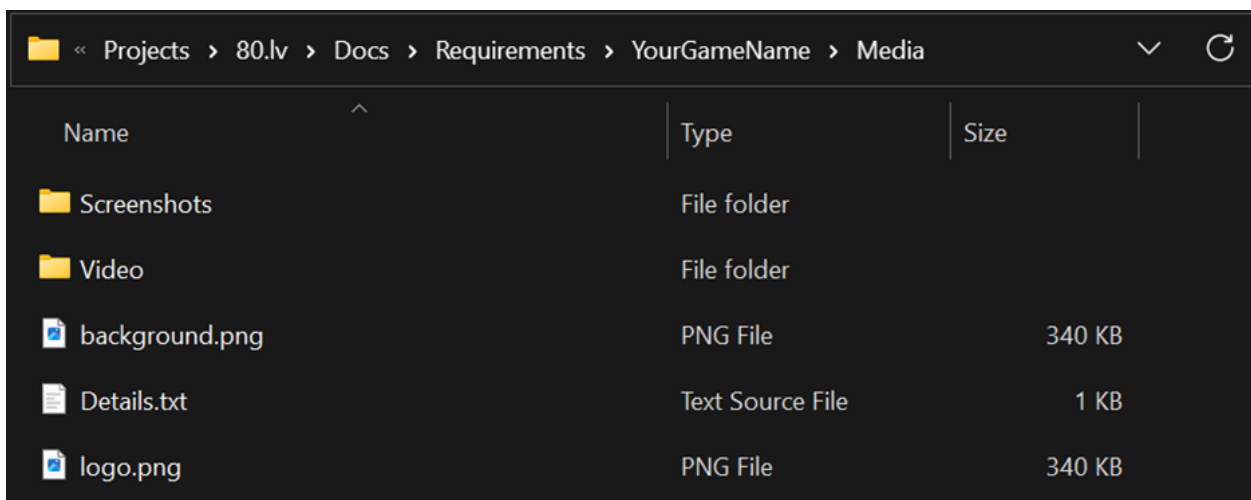 « Projects > 80.lv > Docs > Requirements > YourGameName > Media
Name Type Size
Screenshots File folder
Video File folder
background.png PNG File 340 KB
Details.txt Text Source File 1 KB
logo.png PNG File 340 KB